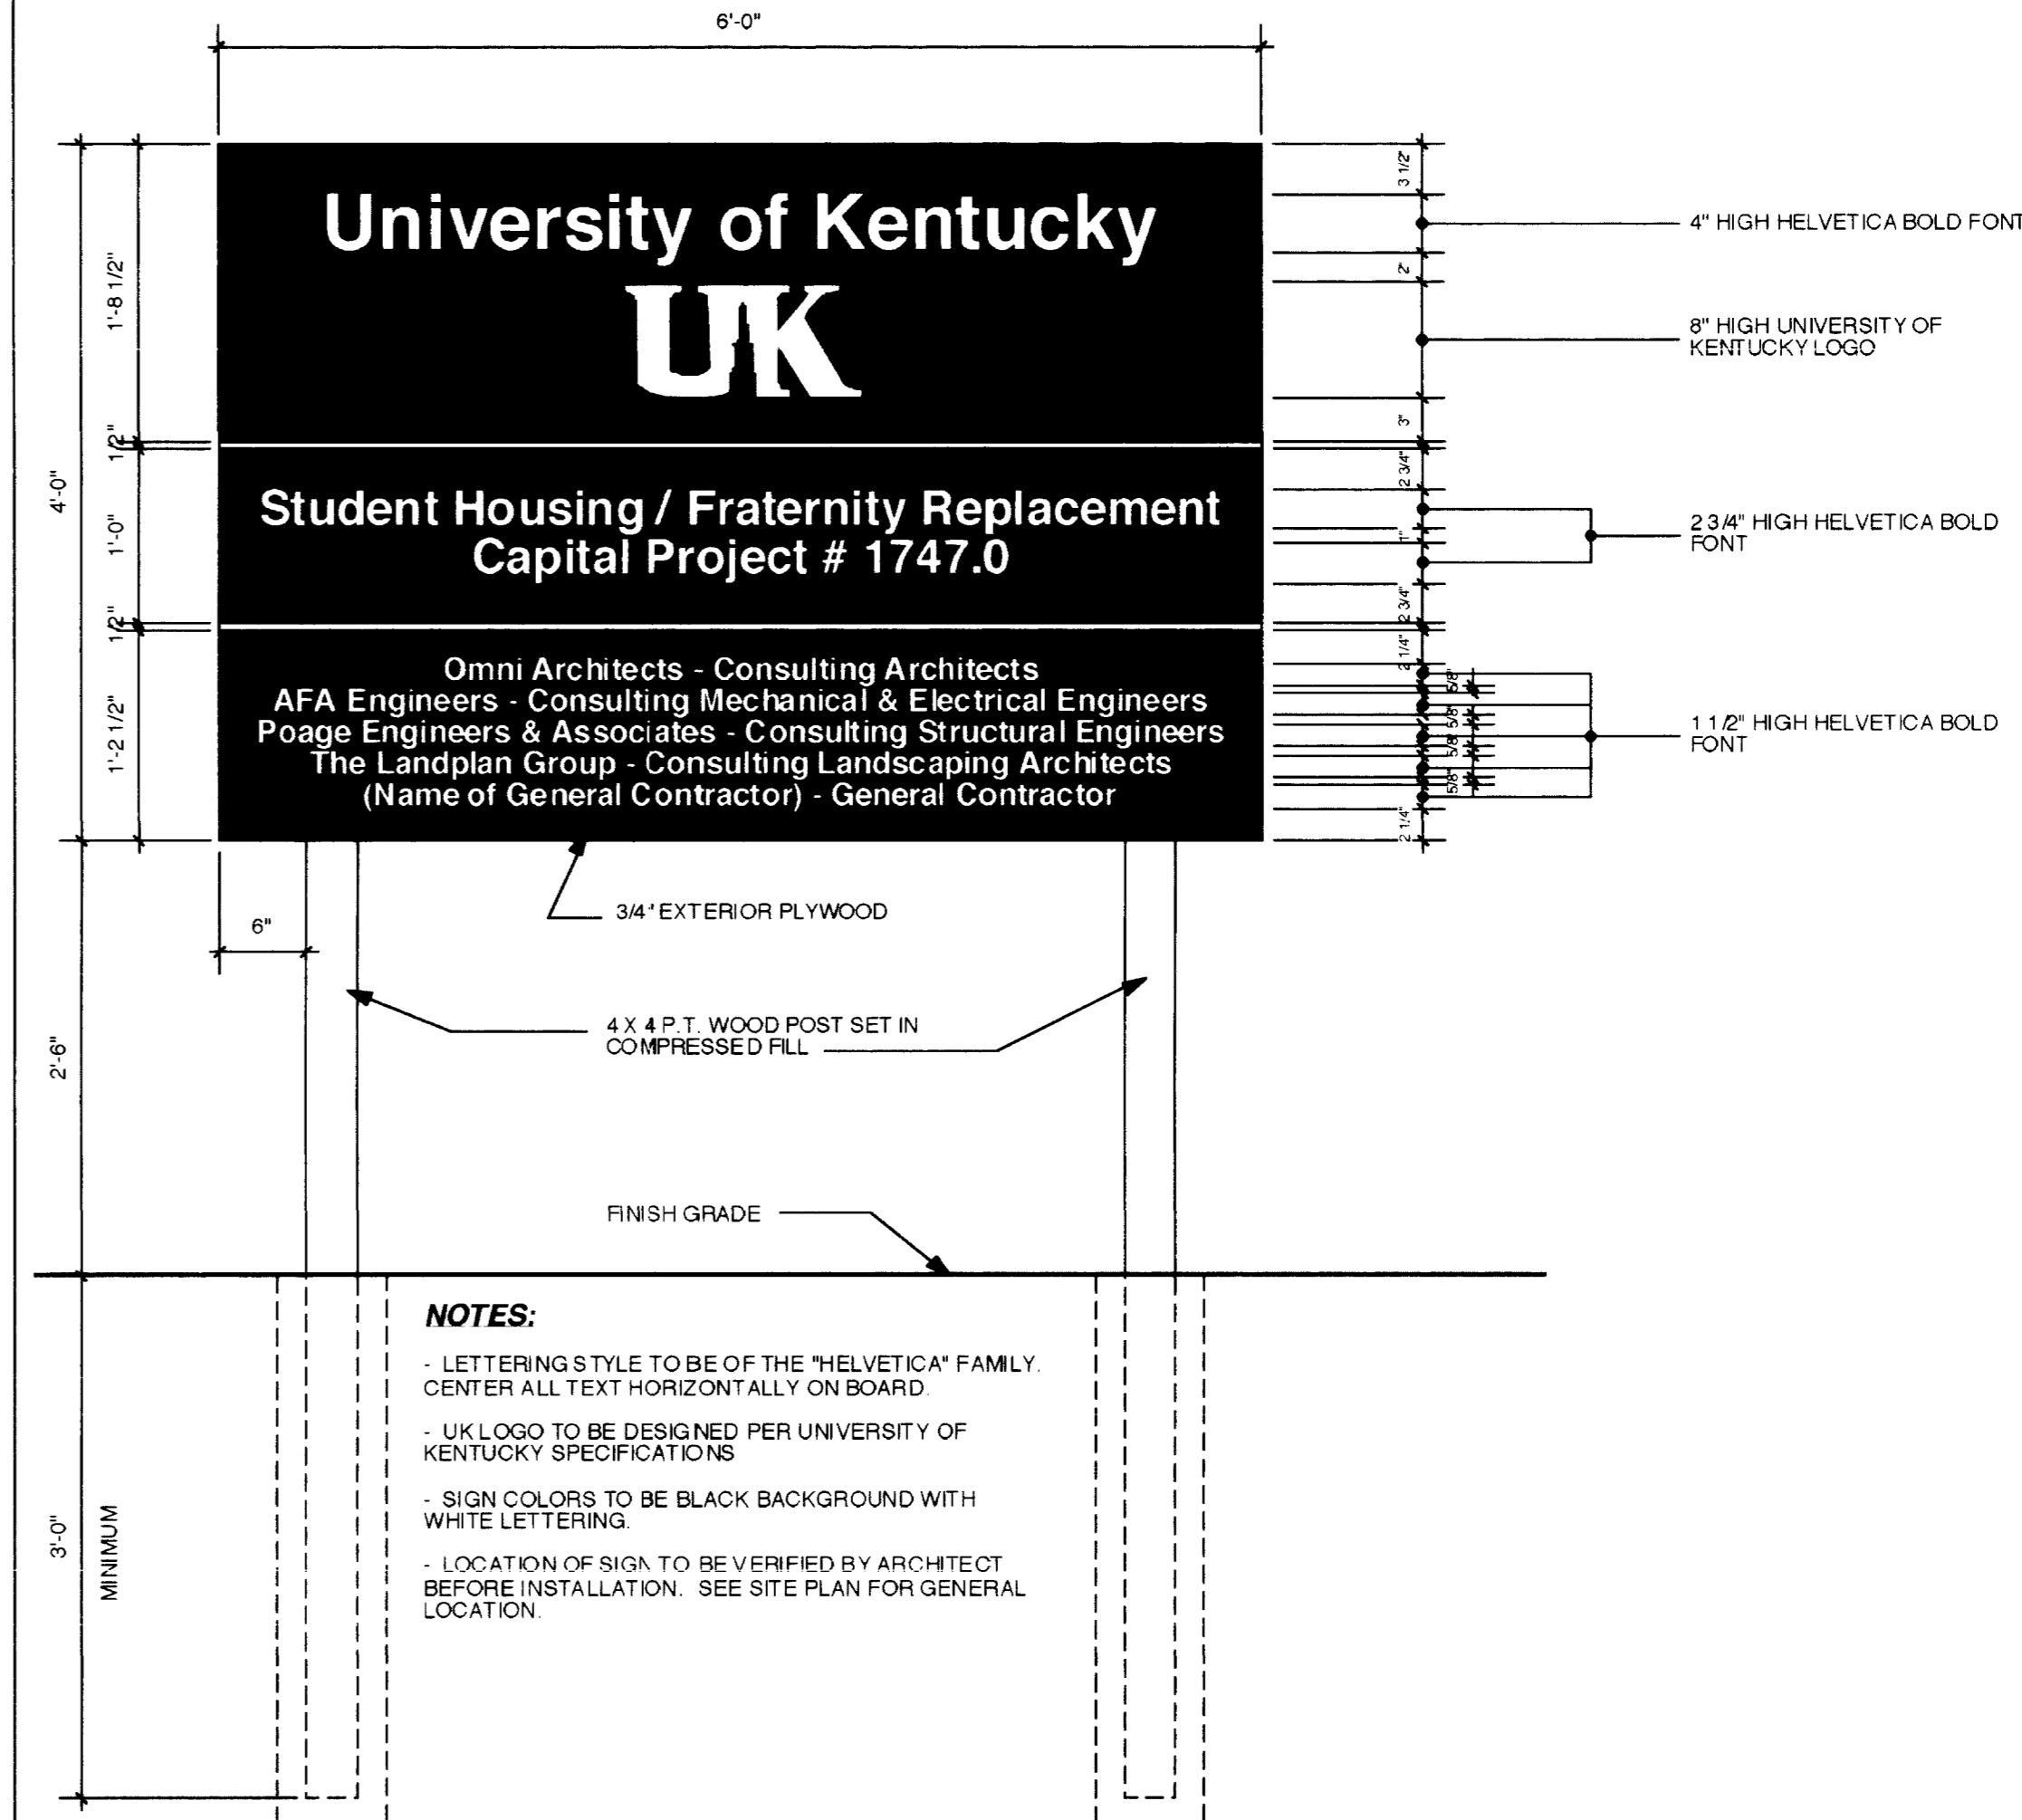 6'-0"
University of Kentucky
UK
Student Housing / Fraternity Replacement
Capital Project # 1747.0
Omni Architects - Consulting Architects
AFA Engineers - Consulting Mechanical & Electrical Engineers
Poage Engineers & Associates - Consulting Structural Engineers
The Landplan Group - Consulting Landscaping Architects
(Name of General Contractor) - General Contractor
4'-0"
1'-8 1/2"
1/2"
1'-0"
1/2"
1'-2 1/2"
3 1/2"
2"
3"
2 3/4"
1"
2 3/4"
2 1/4"
5/8"
5/8"
5/8"
5/8"
2 1/4"
4" HIGH HELVETICA BOLD FONT
8" HIGH UNIVERSITY OF
KENTUCKY LOGO
2 3/4" HIGH HELVETICA BOLD
FONT
1 1/2" HIGH HELVETICA BOLD
FONT
3/4" EXTERIOR PLYWOOD
6"
4 X 4 P.T. WOOD POST SET IN
COMPRESSED FILL
2'-6"
FINISH GRADE
3'-0"
MINIMUM
NOTES:
- LETTERING STYLE TO BE OF THE "HELVETICA" FAMILY.
CENTER ALL TEXT HORIZONTALLY ON BOARD.
- UK LOGO TO BE DESIGNED PER UNIVERSITY OF
KENTUCKY SPECIFICATIONS
- SIGN COLORS TO BE BLACK BACKGROUND WITH
WHITE LETTERING.
- LOCATION OF SIGN TO BE VERIFIED BY ARCHITECT
BEFORE INSTALLATION. SEE SITE PLAN FOR GENERAL
LOCATION.